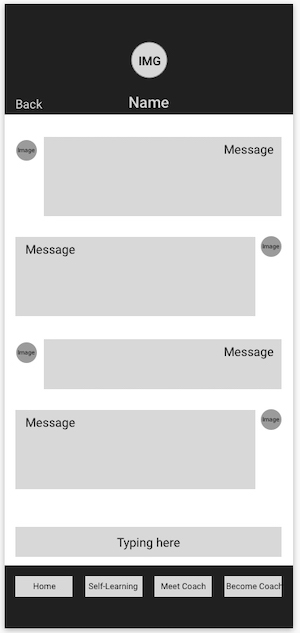 IMG
Back
Name
Image
Message
Message
Image
Image
Message
Message
Image
Typing here
Home
Self-Learning
Meet Coach
Become Coach